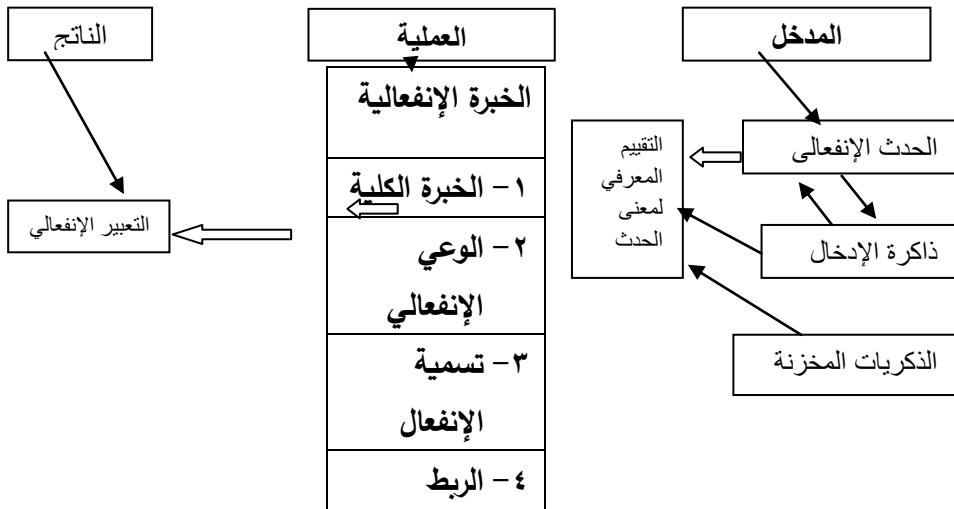 المدخل
العملية
الناتج
الحدث الإنفعالى
ذاكرة الإدخال
الذكريات المخزنة
التقييم
المعرفي
لمعنى
الحدث
الخبرة الإنفعالية
١- الخبرة الكلية
٢- الوعي
الإنفعالي
٣- تسمية
الإنفعال
٤- الربط
التعبير الإنفعالي